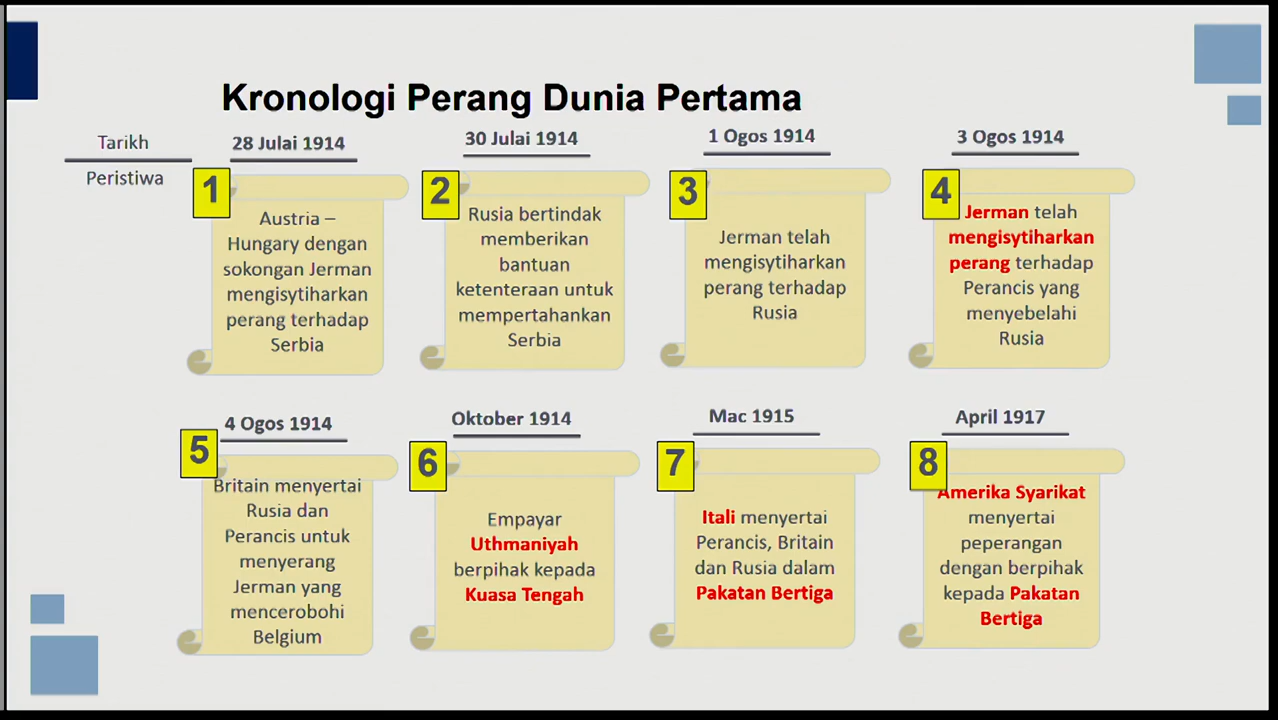 Kronologi Perang Dunia Pertama
Tarikh
Peristiwa
28 Julai 1914
1
Austria –
Hungary dengan
sokongan Jerman
mengisytiharkan
perang terhadap
Serbia
30 Julai 1914
2
Rusia bertindak
memberikan
bantuan
ketenteraan untuk
mempertahankan
Serbia
1 Ogos 1914
3
Jerman telah
mengisytiharkan
perang terhadap
Rusia
3 Ogos 1914
4
Jerman telah
mengisytiharkan
perang terhadap
Perancis yang
menyebelahi
Rusia
4 Ogos 1914
5
Britain menyertai
Rusia dan
Perancis untuk
menyerang
Jerman yang
mencerobohi
Belgium
Oktober 1914
6
Empayar
Uthmaniyah
berpihak kepada
Kuasa Tengah
Mac 1915
7
Itali menyertai
Perancis, Britain
dan Rusia dalam
Pakatan Bertiga
April 1917
8
Amerika Syarikat
menyertai
peperangan
dengan berpihak
kepada Pakatan
Bertiga